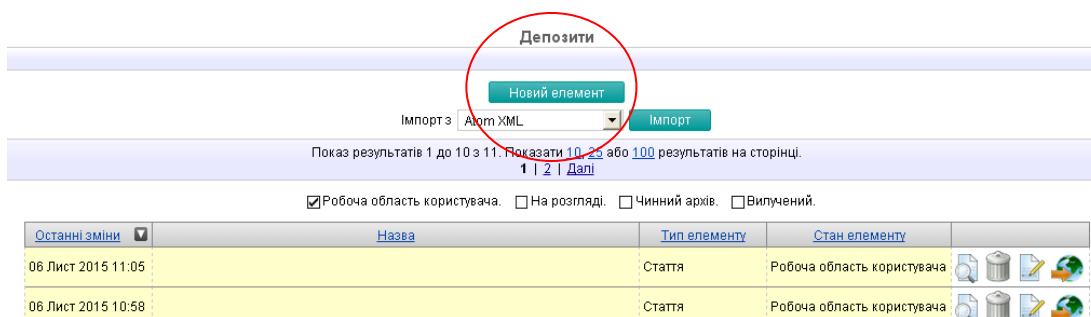 Депозити
Новий елемент
Імпорт з Atom XML Імпорт
Показ результатів 1 до 10 з 11. Показати 10, 25 або 100 результатів на сторінці.
1 | 2 | Далі
Робоча область користувача. На розгляді. Чинний архів. Вилучений.
Останні зміни Назва Тип елементу Стан елементу
06 Лист 2015 11:05 Стаття Робоча область користувача
06 Лист 2015 10:58 Стаття Робоча область користувача